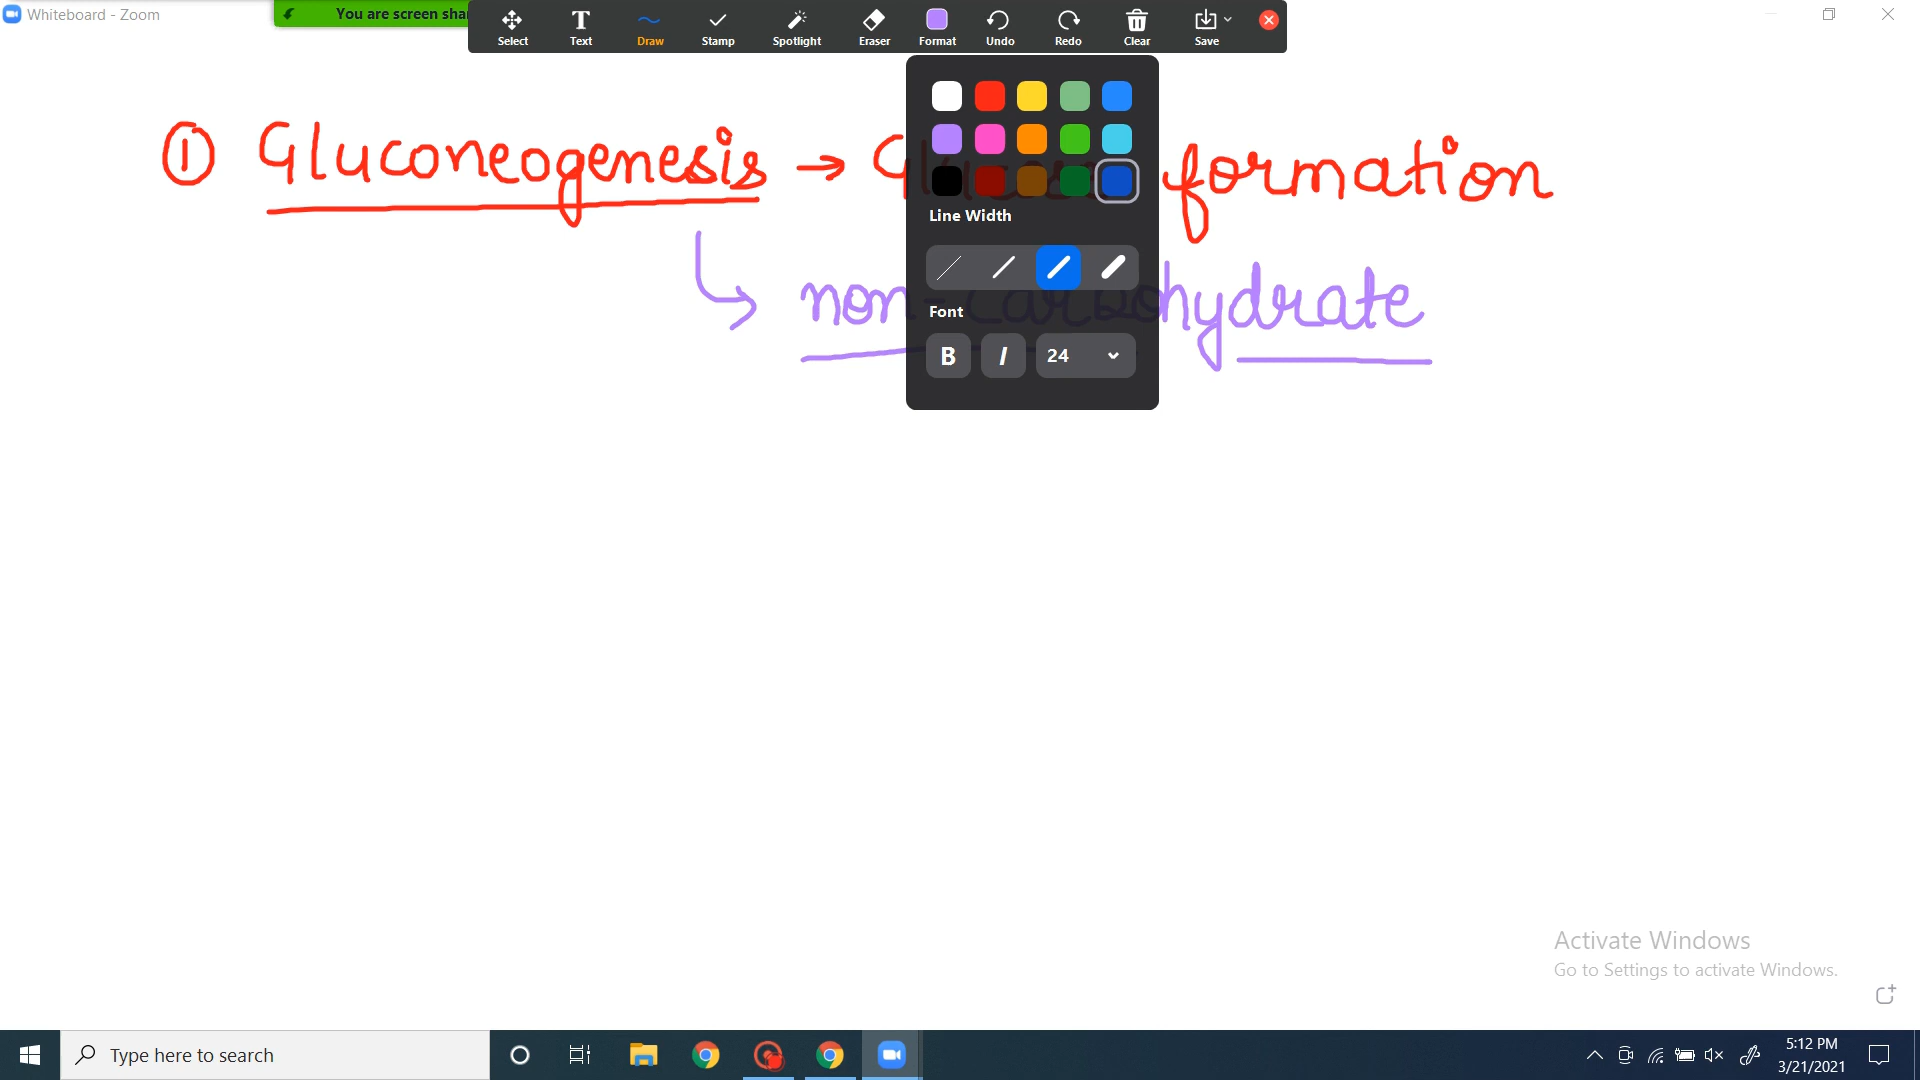 Whiteboard - Zoom
You are screen sha
Select Text Draw Stamp Spotlight Eraser Format Undo Redo Clear Save
① Gluconeogenesis → Glucose formation
Line Width
↳ non-carbohydrate
Font
B I 24
Activate Windows
Go to Settings to activate Windows.
Type here to search
5:12 PM
3/21/2021